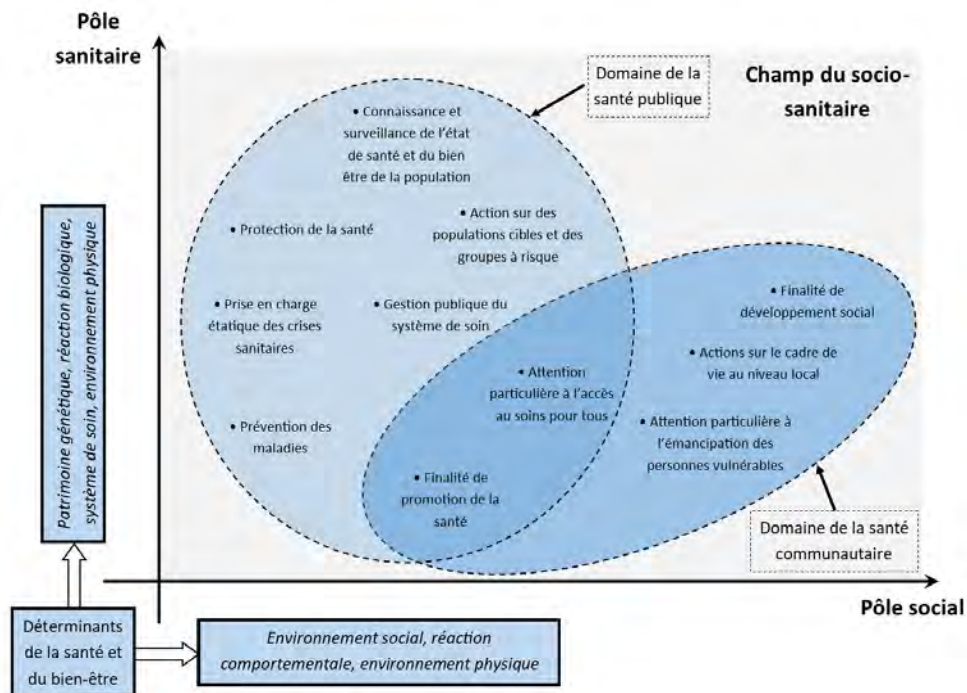 Pôle
sanitaire
Domaine de la
santé publique
Champ du socio-
sanitaire
• Connaissance et
surveillance de l'état
de santé et du bien
être de la population
• Protection de la santé
• Action sur des
populations cibles et des
groupes à risque
• Prise en charge
étatique des crises
sanitaires
• Gestion publique du
système de soin
• Finalité de
développement social
• Attention
particulière à l'accès
au soins pour tous
• Actions sur le cadre de
vie au niveau local
• Prévention des
maladies
• Attention particulière à
l'émancipation des
personnes vulnérables
• Finalité de
promotion de la
santé
Domaine de la santé
communautaire
Patrimoine génétique, réaction biologique,
système de soin, environnement physique
Pôle social
Déterminants
de la santé et
du bien-être
Environnement social, réaction
comportementale, environnement physique